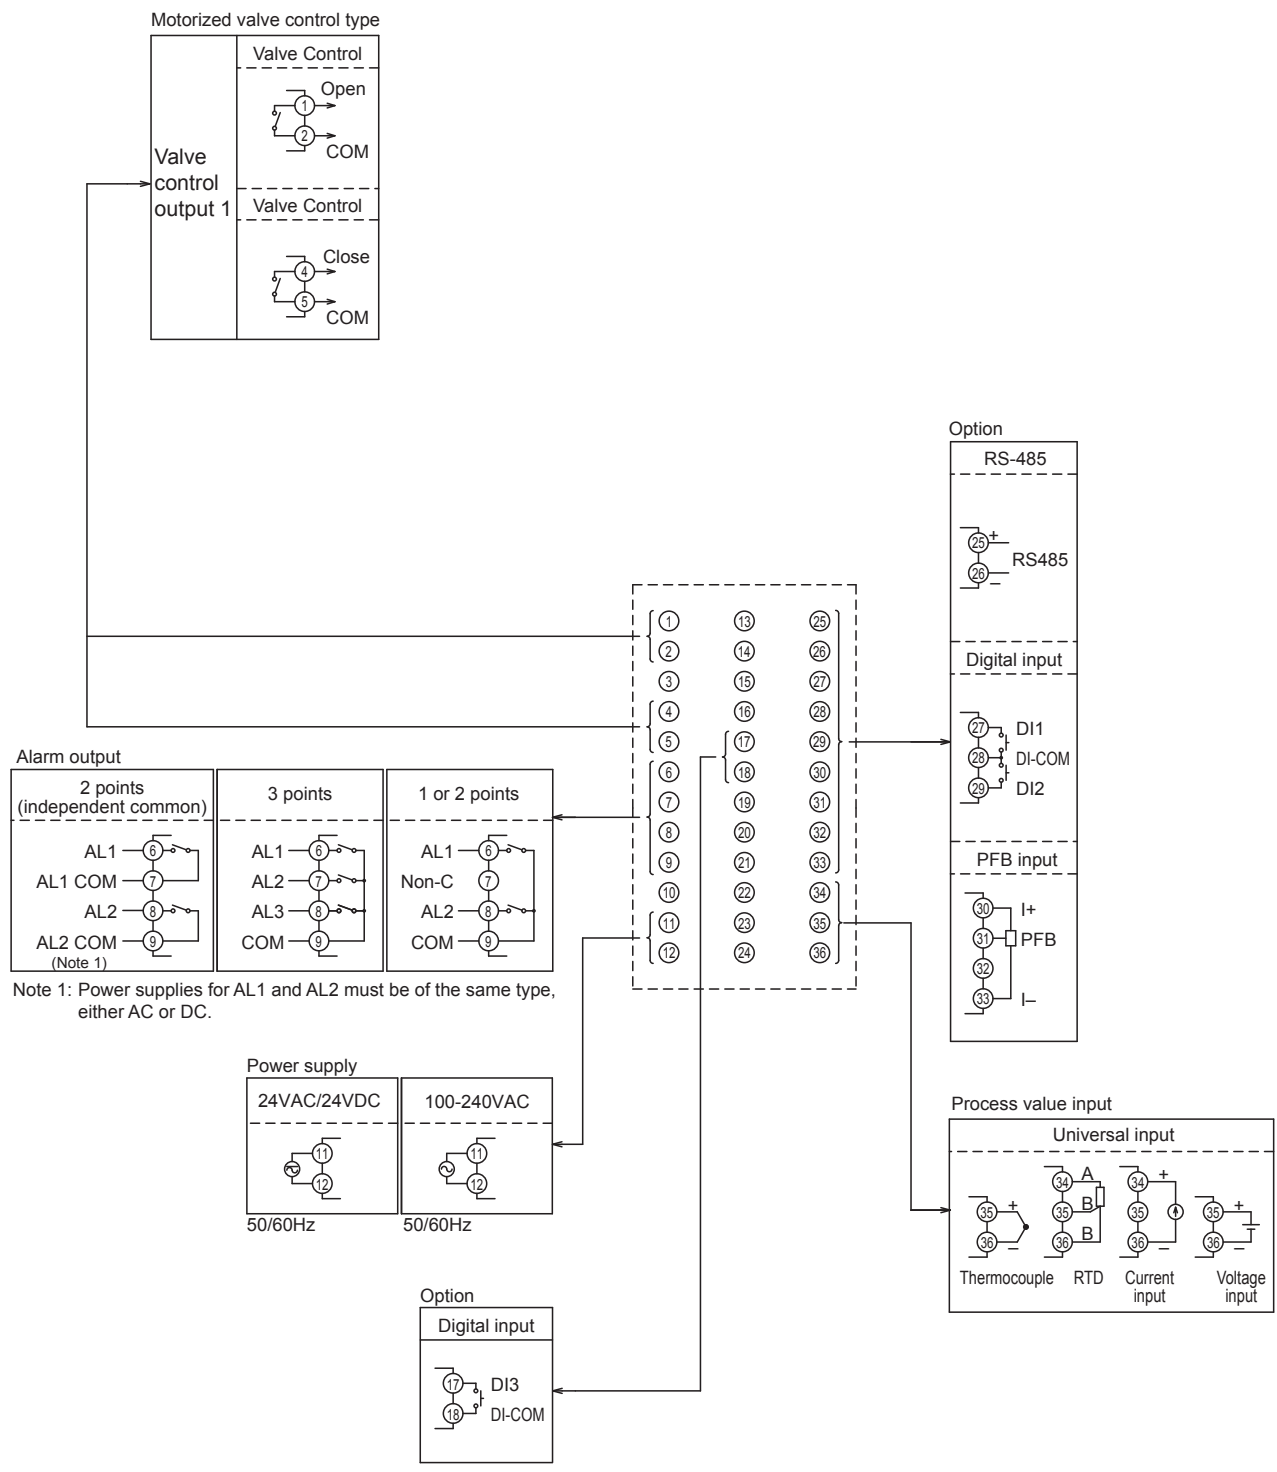 Motorized valve control type
Valve Control
Open
1
2
COM
Valve
control
output 1
Valve Control
Close
4
5
COM
Option
RS-485
25
+
RS485
26
–
Digital input
27
DI1
28
DI-COM
29
DI2
PFB input
30
I+
31
PFB
32
33
I–
1 13 25
2 14 26
3 15 27
4 16 28
5 17 29
6 18 30
7 19 31
8 20 32
9 21 33
10 22 34
11 23 35
12 24 36
Alarm output
2 points
(independent common)
AL1 6
AL1 COM 7
AL2 8
AL2 COM 9
(Note 1)
3 points
AL1 6
AL2 7
AL3 8
COM 9
1 or 2 points
AL1 6
Non-C 7
AL2 8
COM 9
Note 1: Power supplies for AL1 and AL2 must be of the same type,
either AC or DC.
Power supply
24VAC/24VDC
11
12
50/60Hz
100-240VAC
11
12
50/60Hz
Process value input
Universal input
35 +
36 –
Thermocouple
34 A
35 B
36 B
RTD
34 +
35
36 –
Current
input
35 +
36 –
Voltage
input
Option
Digital input
17 DI3
18 DI-COM